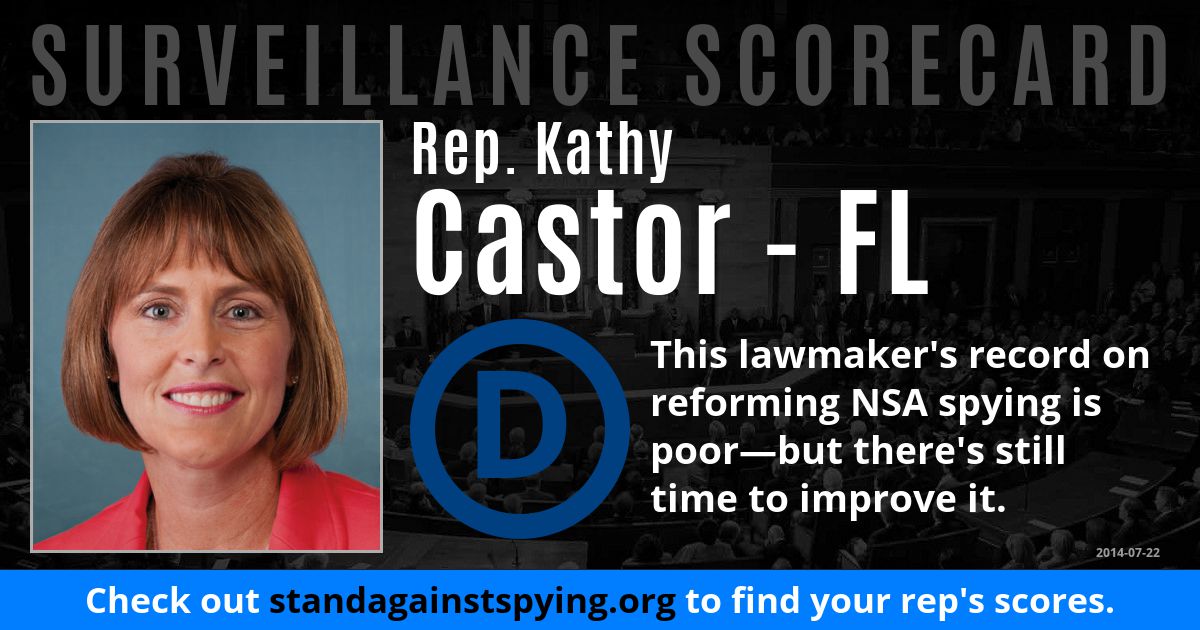 SURVEILLANCE SCORECARD
Rep. Kathy
Castor - FL
D
This lawmaker's record on
reforming NSA spying is
poor—but there's still
time to improve it.
2014-07-22
Check out standagainstspying.org to find your rep's scores.